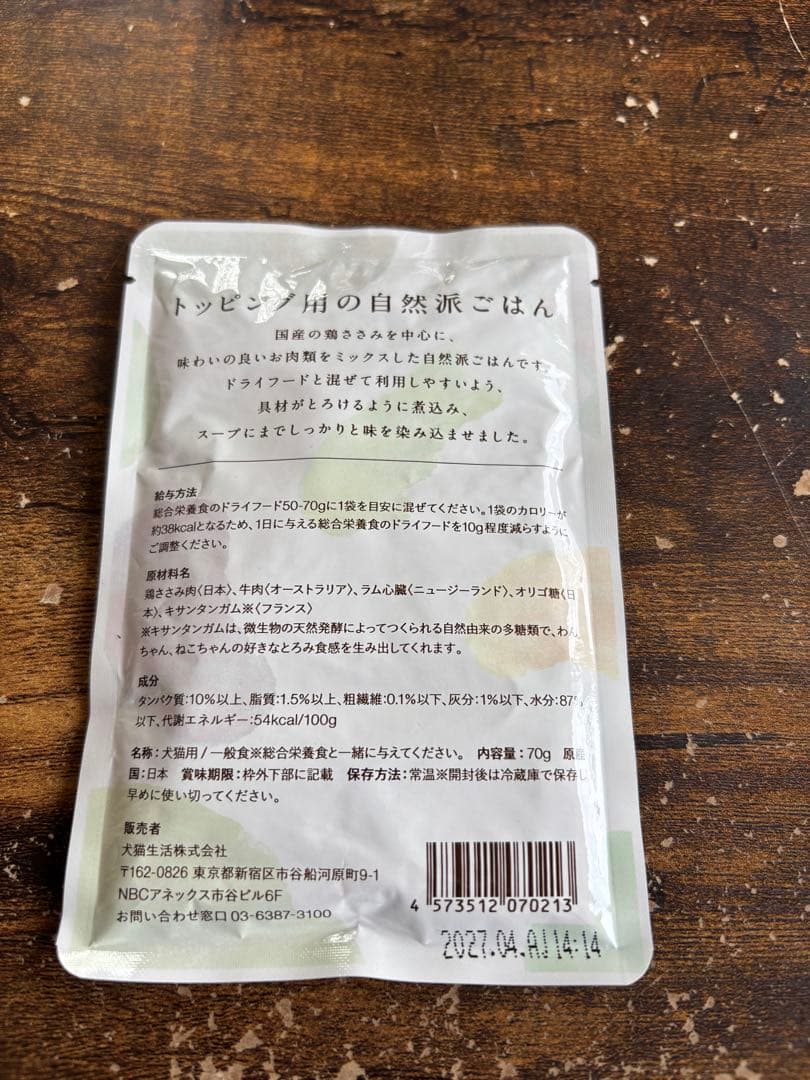 トッピング用の自然派ごはん
国産の鶏ささみを中心に、
味わいの良いお肉類をミックスした自然派ごはんです。
ドライフードと混ぜて利用しやすいよう、
具材がとろけるように煮込み、
スープにまでしっかりと味を染み込ませました。
給与方法
総合栄養食のドライフード50-70gに1袋を目安に混ぜてください。1袋のカロリーが
約38kcalとなるため、1日に与える総合栄養食のドライフードを10g程度減らすように
ご調整ください。
原材料名
鶏ささみ肉〈日本〉、牛肉〈オーストラリア〉、ラム心臓〈ニュージーランド〉、オリゴ糖〈日
本〉、キサンタンガム※〈フランス〉
※キサンタンガムは、微生物の天然発酵によってつくられる自然由来の多糖類で、わん
ちゃん、ねこちゃんの好きなとろみ食感を生み出してくれます。
成分
タンパク質:10%以上、脂質:1.5%以上、粗繊維:0.1%以下、灰分:1%以下、水分:87%
以下、代謝エネルギー:54kcal/100g
名称:犬猫用/一般食※総合栄養食と一緒に与えてください。 内容量:70g 原産
国:日本 賞味期限:枠外下部に記載 保存方法:常温※開封後は冷蔵庫で保存し
早めに使い切ってください。
販売者
犬猫生活株式会社
〒162-0826 東京都新宿区市谷船河原町9-1
NBCアネックス市谷ビル6F
お問い合わせ窓口 03-6387-3100
4 573512 070213
2027.04.AJ 14:14